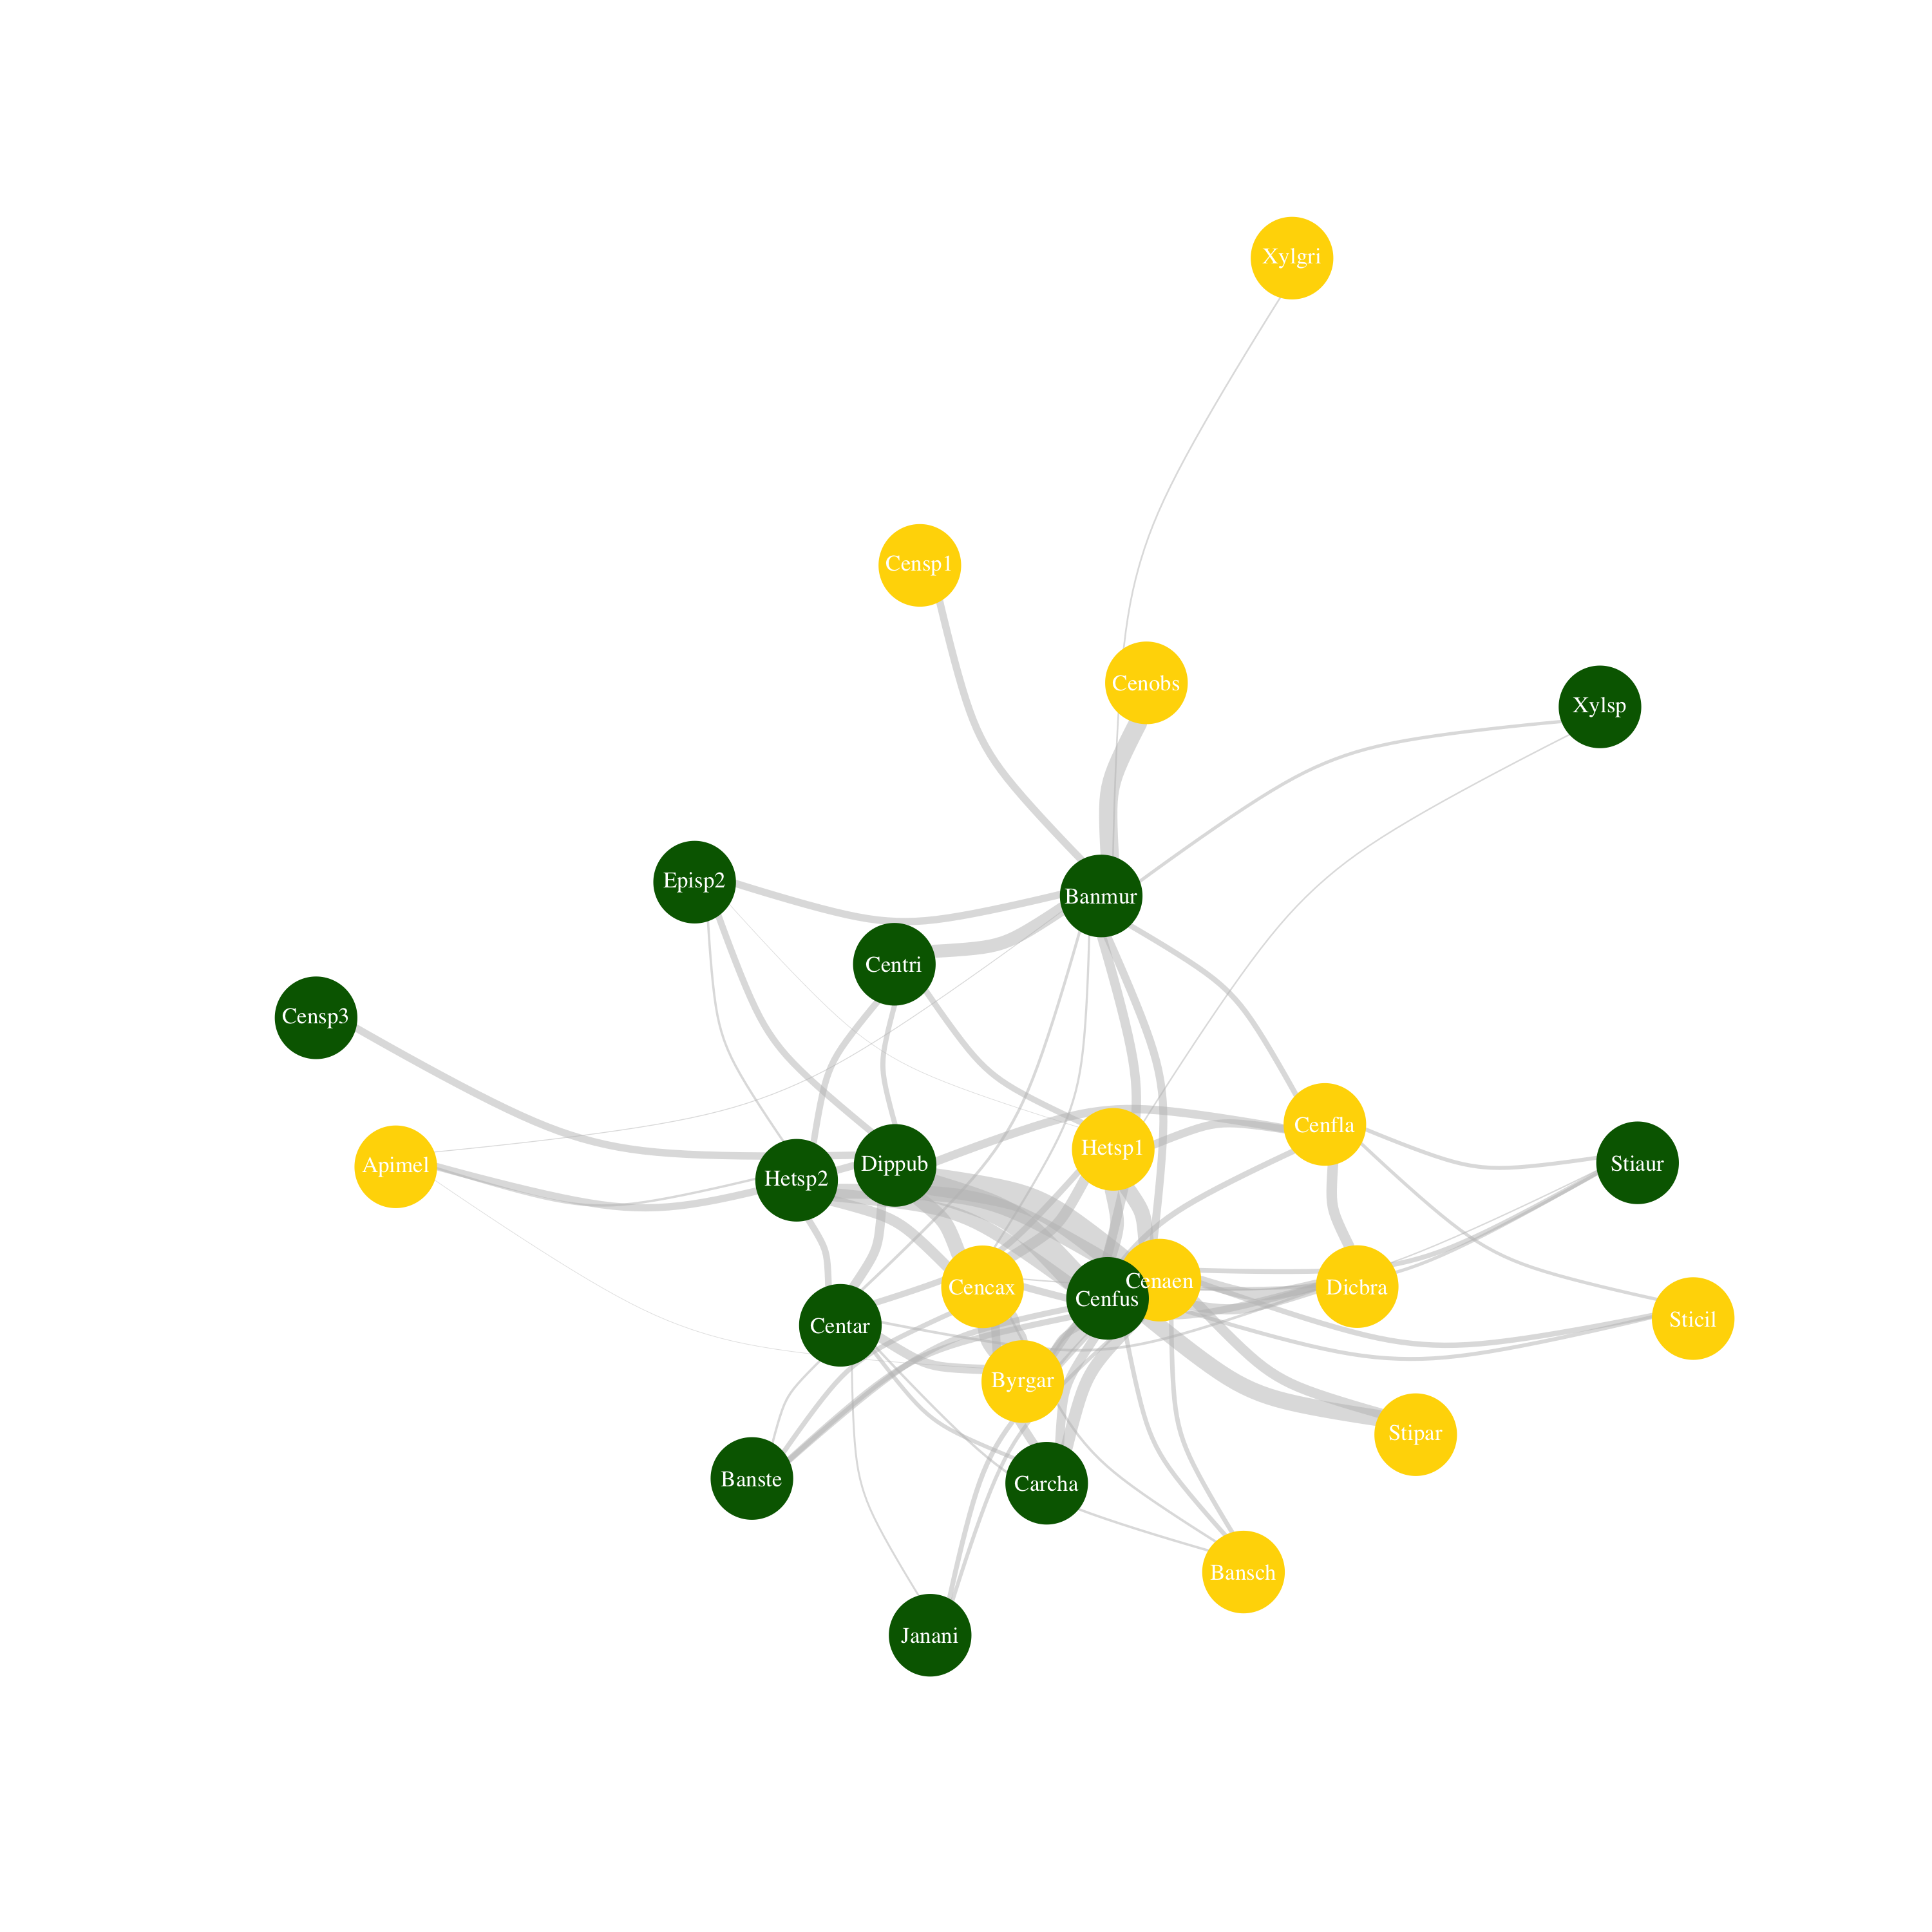 Xylgri
Censp1
Cenobs
Xylsp
Episp2
Banmur
Centri
Censp3
Cenfla
Hetsp1
Apimel
Dippub
Stiaur
Hetsp2
Cenaen
Cencax
Dicbra
Cenfus
Sticil
Centar
Byrgar
Stipar
Banste
Carcha
Bansch
Janani